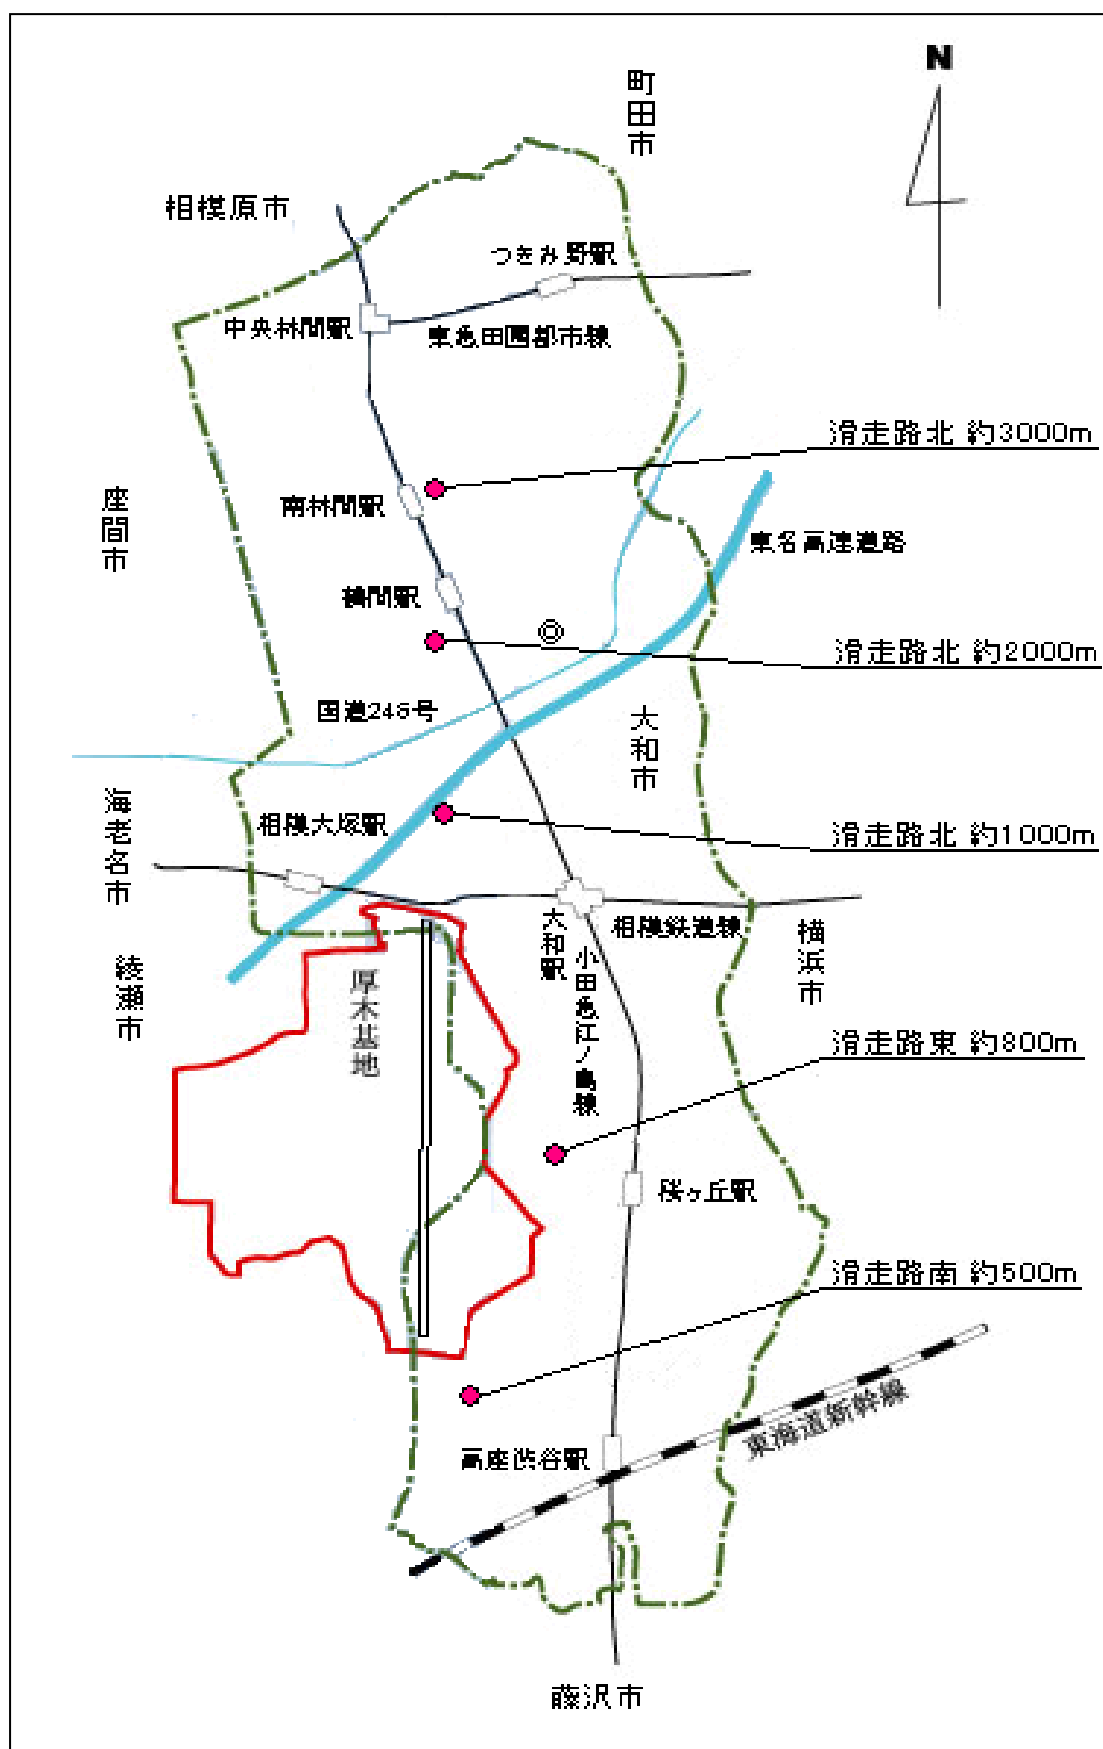 N
町田市
相模原市
つきみ野駅
中央林間駅
東急田園都市線
滑走路北 約3000m
座間市
南林間駅
東名高速道路
鶴間駅
滑走路北 約2000m
国道246号
大和市
海老名市
相模大塚駅
滑走路北 約1000m
大和駅
相模鉄道線
横浜市
綾瀬市
厚木基地
小田急江ノ島線
滑走路東 約800m
桜ヶ丘駅
滑走路南 約500m
東海道新幹線
高座渋谷駅
藤沢市